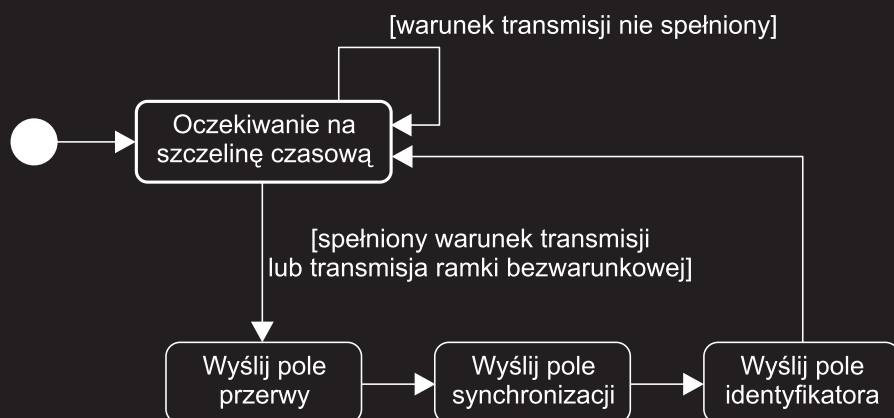 [warunek transmisji nie spełniony]
Oczekiwanie na
szczelinę czasową
[spełniony warunek transmisji
lub transmisja ramki bezwarunkowej]
Wyślij pole
przerwy
Wyślij pole
synchronizacji
Wyślij pole
identyfikatora